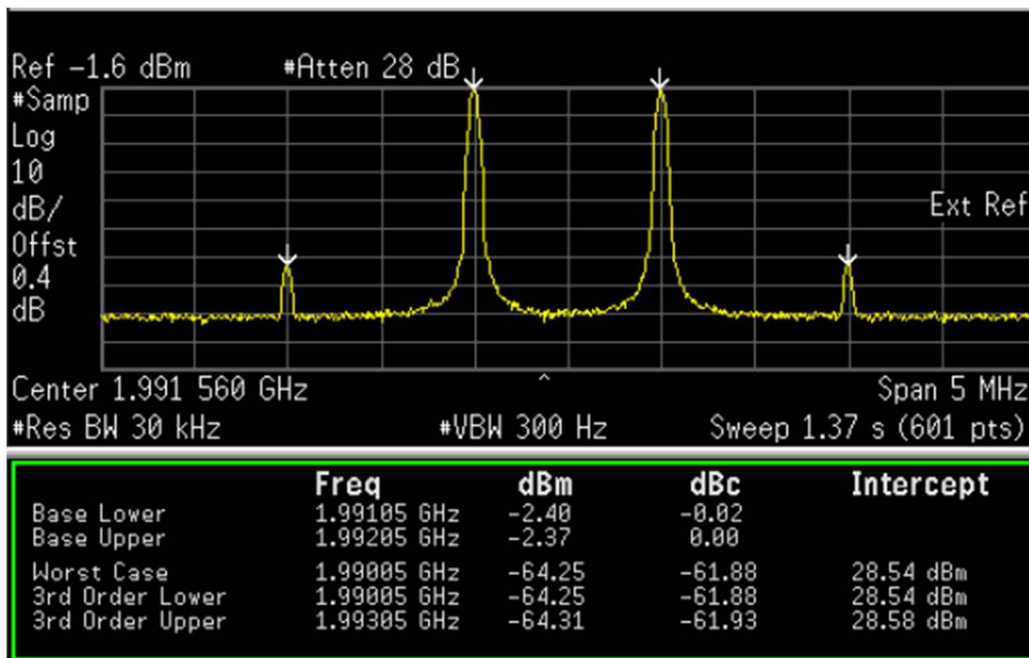 Ref -1.6 dBm #Atten 28 dB
#Samp
Log
10
dB/
Offst
0.4
dB
Ext Ref
Center 1.991 560 GHz ^ Span 5 MHz
#Res BW 30 kHz #VBW 300 Hz Sweep 1.37 s (601 pts)
Freq dBm dBc Intercept
Base Lower 1.99105 GHz -2.40 -0.02
Base Upper 1.99205 GHz -2.37 0.00
Worst Case 1.99005 GHz -64.25 -61.88 28.54 dBm
3rd Order Lower 1.99005 GHz -64.25 -61.88 28.54 dBm
3rd Order Upper 1.99305 GHz -64.31 -61.93 28.58 dBm